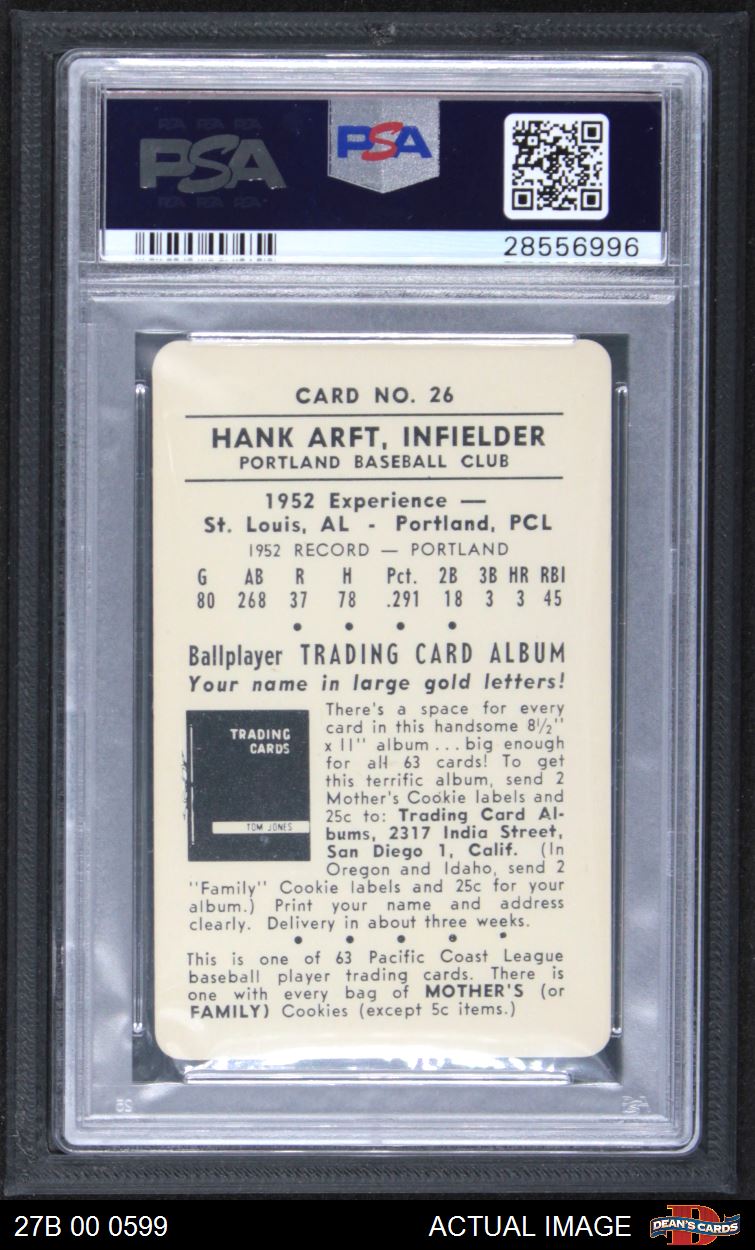 PSA PSA PSA
PSA
PSA
PSA PSA PSA
28556996
CARD NO. 26
HANK ARFT, INFIELDER
PORTLAND BASEBALL CLUB
1952 Experience —
St. Louis, AL - Portland, PCL
1952 RECORD — PORTLAND
G AB R H Pct. 2B 3B HR RBI
80 268 37 78 .291 18 3 3 45
Ballplayer TRADING CARD ALBUM
Your name in large gold letters!
TRADING
CARDS
TOM JONES
There's a space for every
card in this handsome 8½"
x 11" album ... big enough
for all 63 cards! To get
this terrific album, send 2
Mother's Cookie labels and
25c to: Trading Card Al-
bums, 2317 India Street,
San Diego 1, Calif. (In
Oregon and Idaho, send 2
"Family" Cookie labels and 25c for your
album.) Print your name and address
clearly. Delivery in about three weeks.
This is one of 63 Pacific Coast League
baseball player trading cards. There is
one with every bag of MOTHER'S (or
FAMILY) Cookies (except 5c items.)
27B 00 0599
ACTUAL IMAGE
DEAN'S CARDS